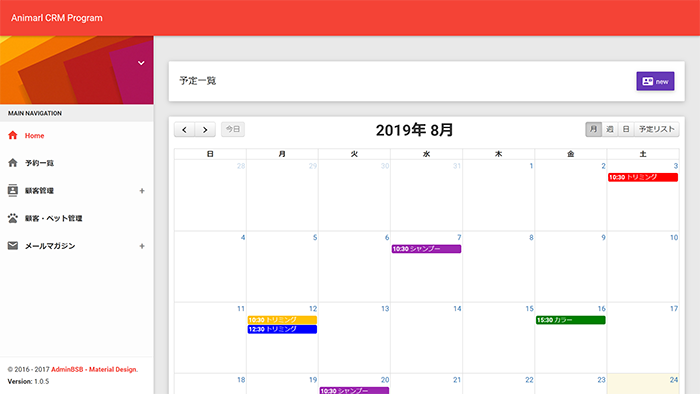 Animarl CRM Program
MAIN NAVIGATION
Home
予約一覧
顧客管理 +
顧客・ペット管理
メールマガジン +
© 2016 - 2017 AdminBSB - Material Design.
Version: 1.0.5
予定一覧
new
今日
2019年 8月
月 週 日 予定リスト
日 月 火 水 木 金 土
28 29 30 31 1 2 3
10:30 トリミング
4 5 6 7 8 9 10
10:30 シャンプー
11 12 13 14 15 16 17
10:30 トリミング
15:30 カラー
12:30 トリミング
18 19 20 21 22 23 24
10:30 シャンプー